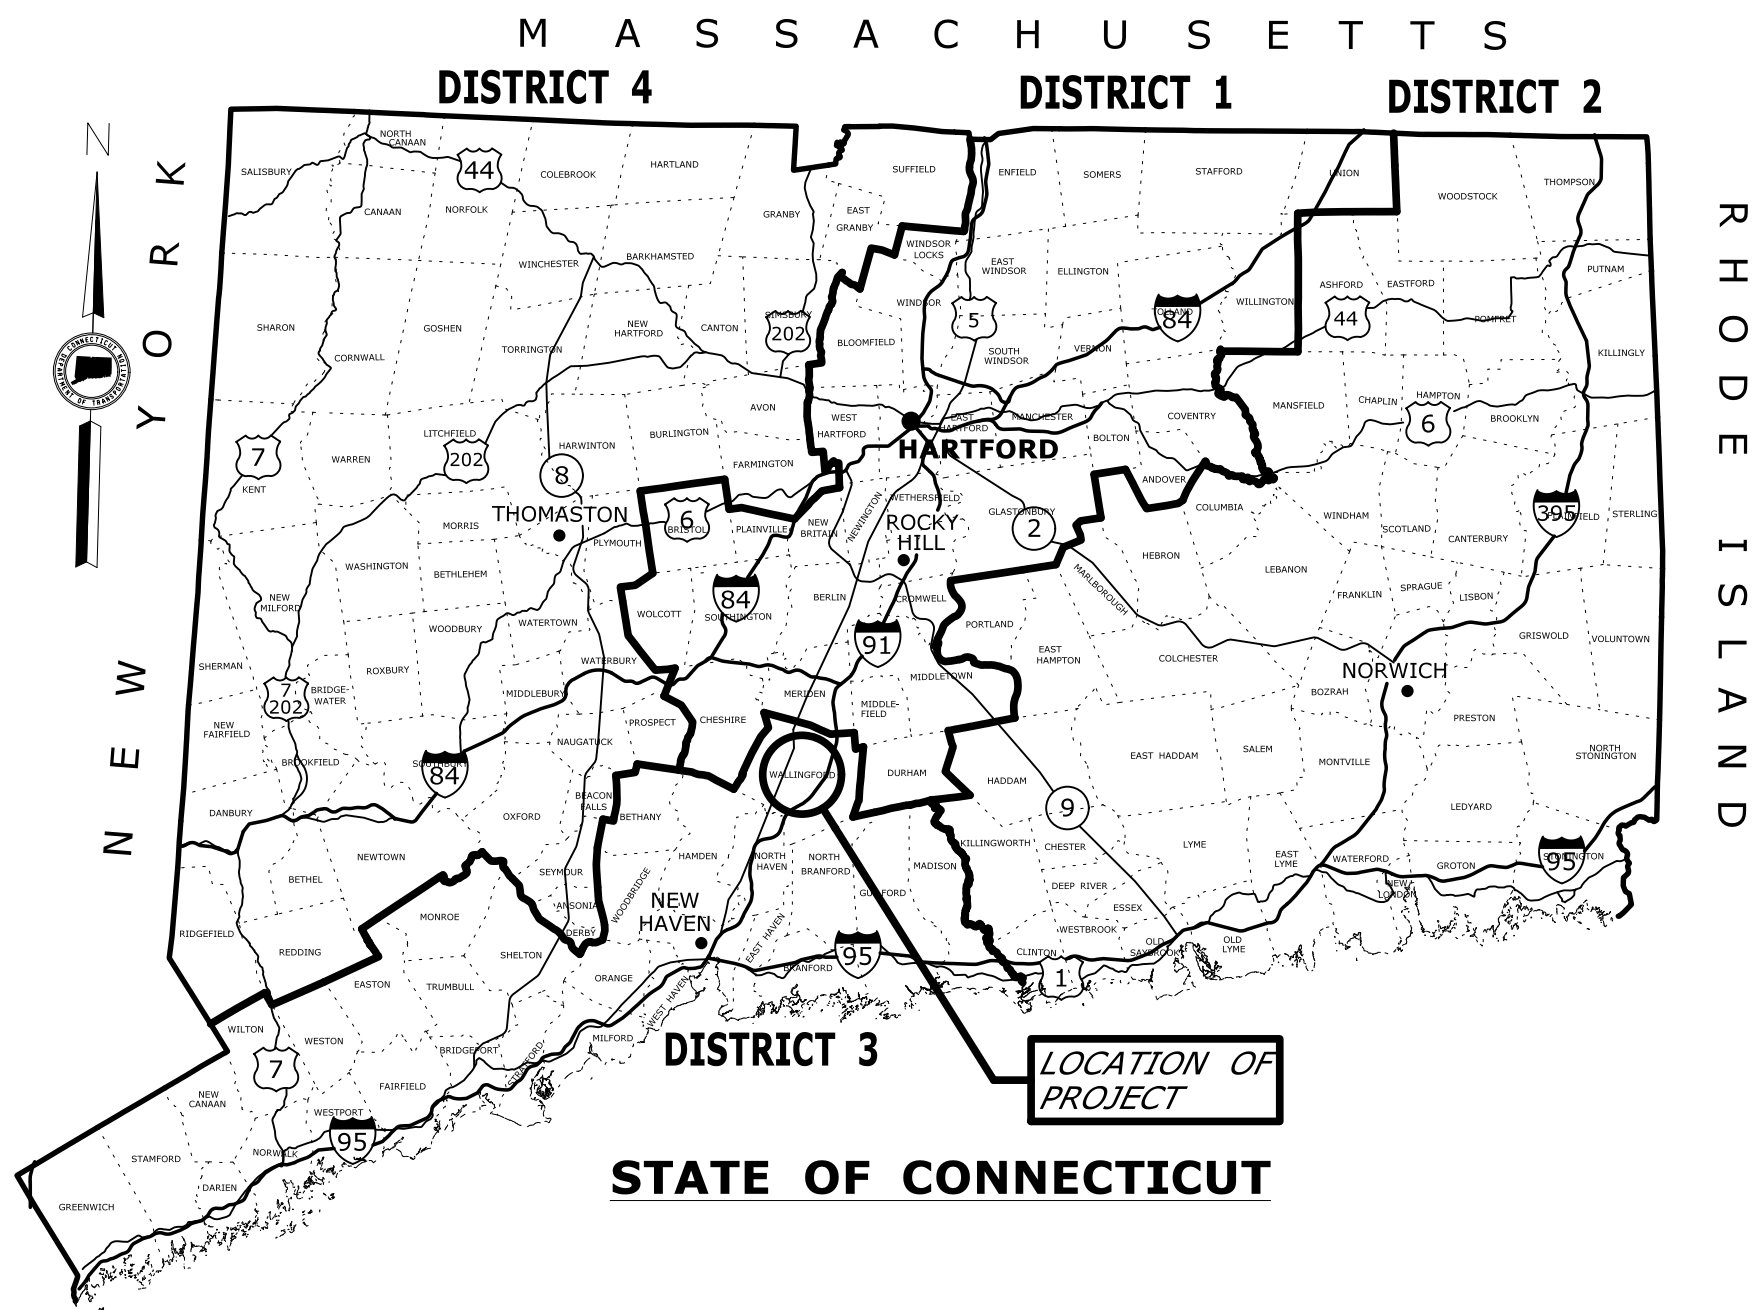 MASSACHUSETTS
DISTRICT 4
DISTRICT 1
DISTRICT 2
N
NEW YORK
RHODE ISLAND
CONNECTICUT
DEPARTMENT OF TRANSPORTATION
NORTH
CANAAN
44
SALISBURY
COLEBROOK
HARTLAND
SUFFIELD
ENFIELD
SOMERS
STAFFORD
UNION
WOODSTOCK
THOMPSON
CANAAN
NORFOLK
GRANBY
EAST
GRANBY
WINDSOR
LOCKS
WINCHESTER
BARKHAMSTED
EAST
WINDSOR
ELLINGTON
PUTNAM
ASHFORD
EASTFORD
WINDSOR
WILLINGTON
SIMSBURY
202
5
TOLLAND
84
44
POMFRET
SHARON
GOSHEN
NEW
HARTFORD
CANTON
BLOOMFIELD
CORNWALL
TORRINGTON
SOUTH
WINDSOR
VERNON
KILLINGLY
AVON
WEST
HARTFORD
EAST
HARTFORD
MANCHESTER
COVENTRY
MANSFIELD
CHAPLIN
HAMPTON
6
BROOKLYN
LITCHFIELD
202
HARWINTON
BURLINGTON
HARTFORD
BOLTON
7
WARREN
8
FARMINGTON
KENT
ANDOVER
COLUMBIA
THOMASTON
MORRIS
6
BRISTOL
PLAINVILLE
NEW
BRITAIN
NEWINGTON
WETHERSFIELD
ROCKY
HILL
GLASTONBURY
2
WINDHAM
SCOTLAND
395
PLAINFIELD
STERLING
CANTERBURY
PLYMOUTH
HEBRON
LEBANON
WASHINGTON
BETHLEHEM
MARLBOROUGH
FRANKLIN
SPRAGUE
LISBON
NEW
MILFORD
WOLCOTT
84
SOUTHINGTON
BERLIN
CROMWELL
PORTLAND
WOODBURY
WATERTOWN
91
GRISWOLD
VOLUNTOWN
SHERMAN
ROXBURY
WATERBURY
EAST
HAMPTON
COLCHESTER
NORWICH
BOZRAH
7
202
BRIDGE-
WATER
MIDDLEBURY
MERIDEN
MIDDLETOWN
MIDDLE-
FIELD
NEW
FAIRFIELD
PROSPECT
CHESHIRE
PRESTON
NAUGATUCK
EAST HADDAM
SALEM
MONTVILLE
NORTH
STONINGTON
BROOKFIELD
SOUTHBURY
84
WALLINGFORD
DURHAM
HADDAM
DANBURY
BEACON
FALLS
OXFORD
BETHANY
9
LEDYARD
NEWTOWN
HAMDEN
NORTH
HAVEN
NORTH
BRANFORD
MADISON
KILLINGWORTH
CHESTER
LYME
EAST
LYME
WATERFORD
GROTON
STONINGTON
95
BETHEL
SEYMOUR
WOODBRIDGE
GUILFORD
DEEP RIVER
NEW
LONDON
MONROE
ANSONIA
NEW
HAVEN
ESSEX
DERBY
EAST HAVEN
WESTBROOK
RIDGEFIELD
REDDING
SHELTON
95
BRANFORD
CLINTON
OLD
SAYBROOK
OLD
LYME
EASTON
TRUMBULL
ORANGE
WEST HAVEN
1
WILTON
WESTON
MILFORD
DISTRICT 3
BRIDGEPORT
STRATFORD
7
LOCATION OF
PROJECT
FAIRFIELD
NEW
CANAAN
WESTPORT
95
STAMFORD
NORWALK
DARIEN
GREENWICH
STATE OF CONNECTICUT